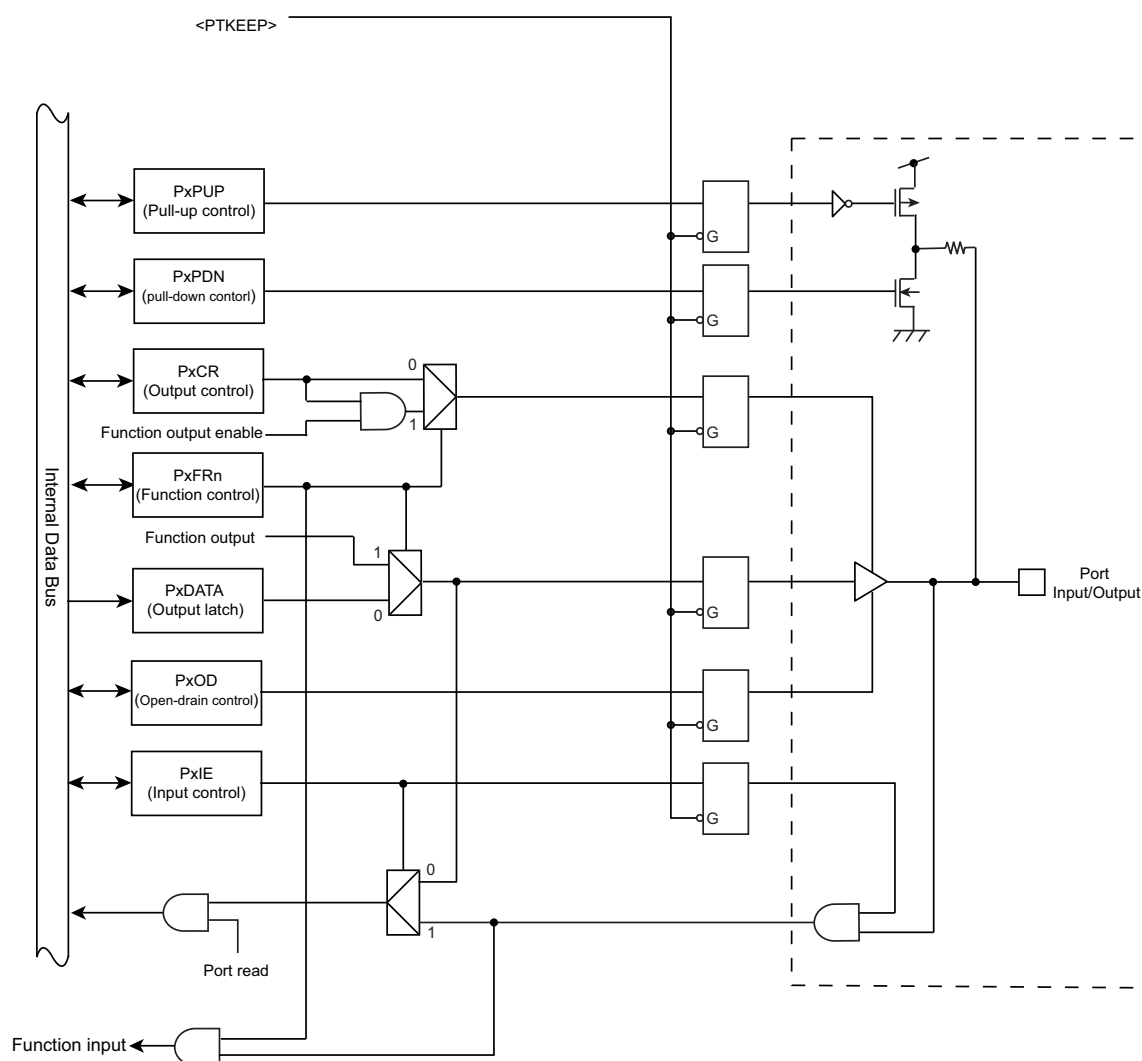 <PTKEEP>
Internal Data Bus
PxPUP
(Pull-up control)
G
PxPDN
(pull-down contorl)
G
PxCR
(Output control)
0
1
Function output enable
G
PxFRn
(Function control)
Function output
1
0
PxDATA
(Output latch)
G
Port
Input/Output
PxOD
(Open-drain control)
G
PxIE
(Input control)
G
0
1
Port read
Function input